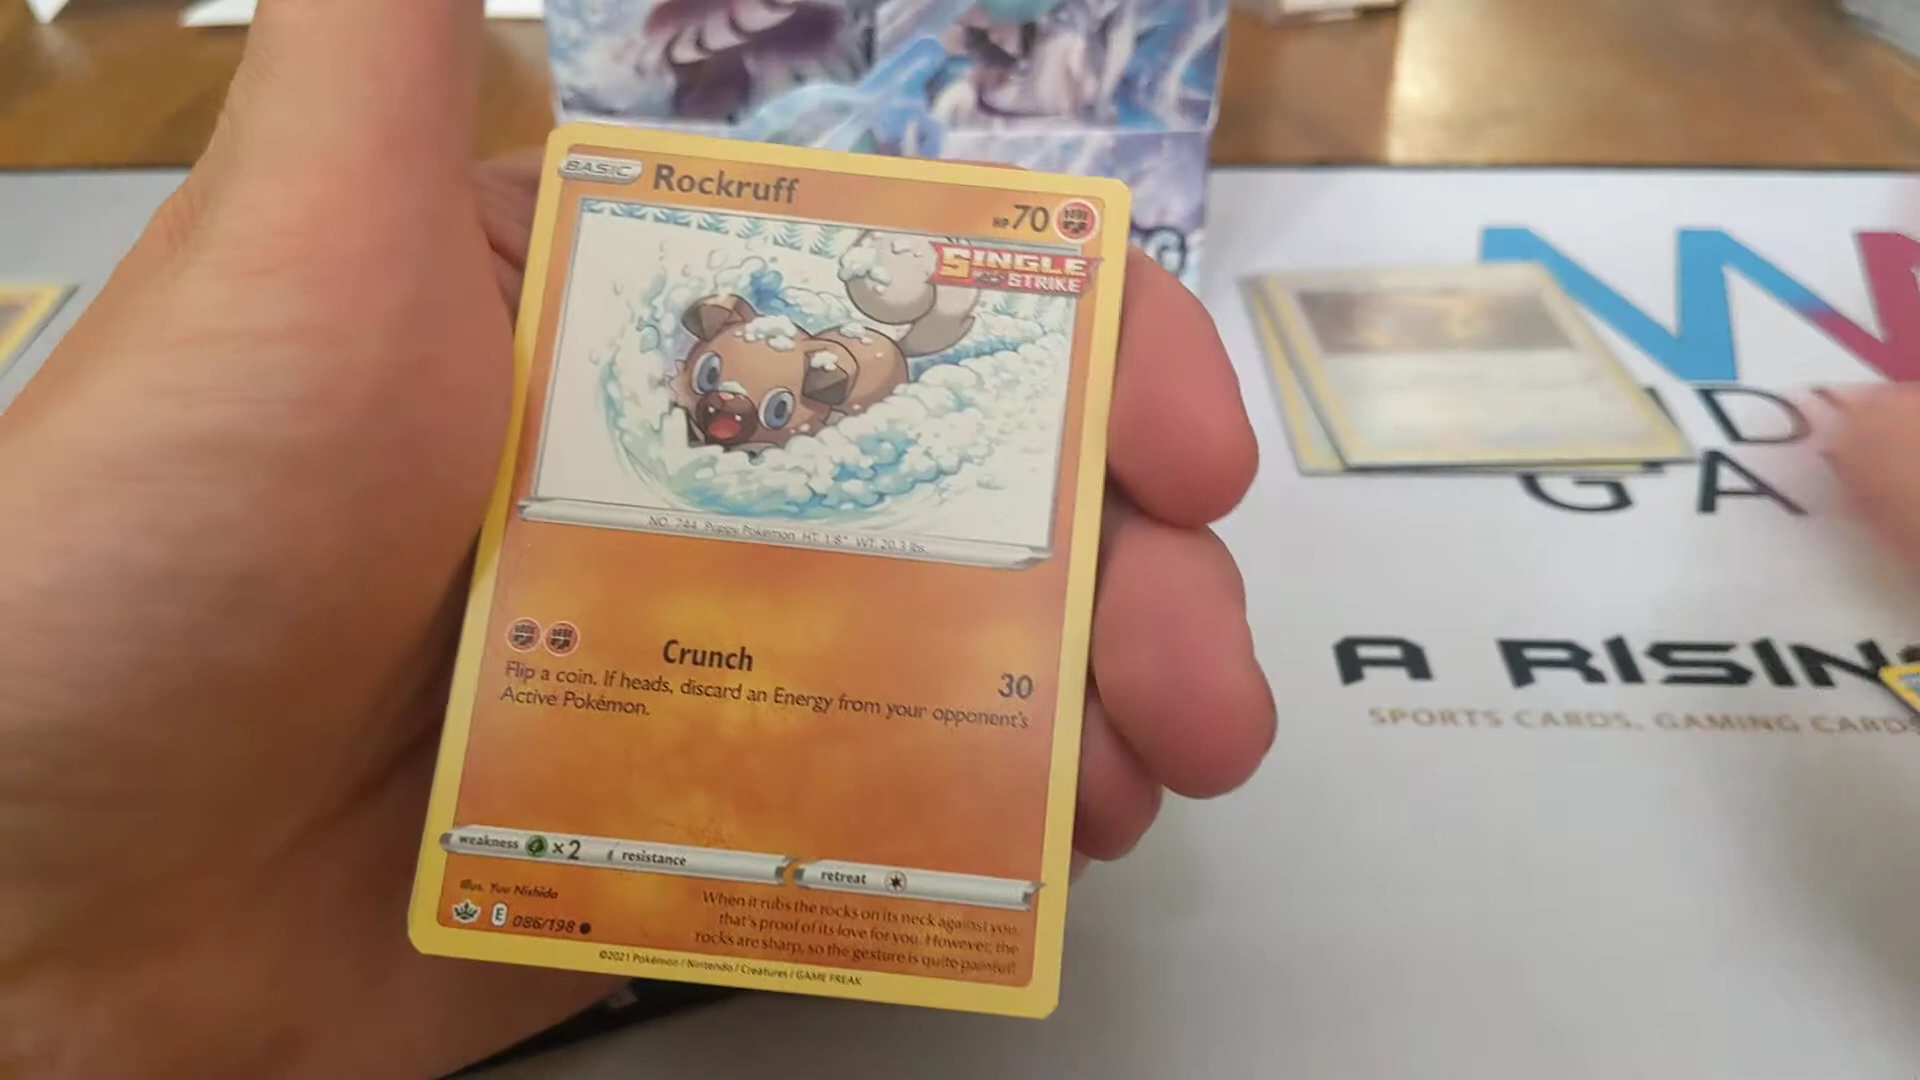 BASIC Rockruff
HP 70
SINGLE
STRIKE
NO. 744 Puppy Pokémon HT: 1'8" WT: 20.3 lbs.
Crunch
30
Flip a coin. If heads, discard an Energy from your opponent's
Active Pokémon.
weakness ×2 resistance
retreat
Illus. Yuu Nishida
E 086/198
When it rubs the rocks on its neck against you,
that's proof of its love for you. However, the
rocks are sharp, so the gesture is quite painful!
©2021 Pokémon / Nintendo / Creatures / GAME FREAK
W
D
GA
A RISIN
SPORTS CARDS, GAMING CARDS